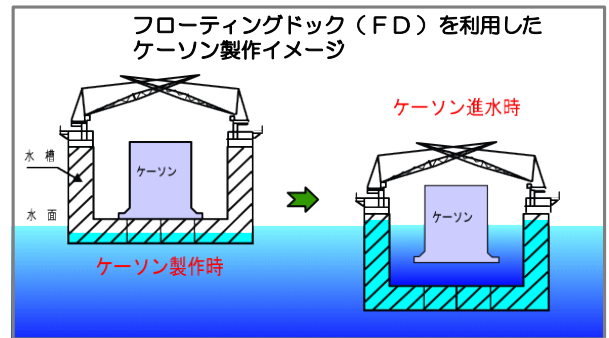 フローティングドック（ＦＤ）を利用した
ケーソン製作イメージ
ケーソン進水時
水 槽
ケーソン
ケーソン
水 面
ケーソン製作時